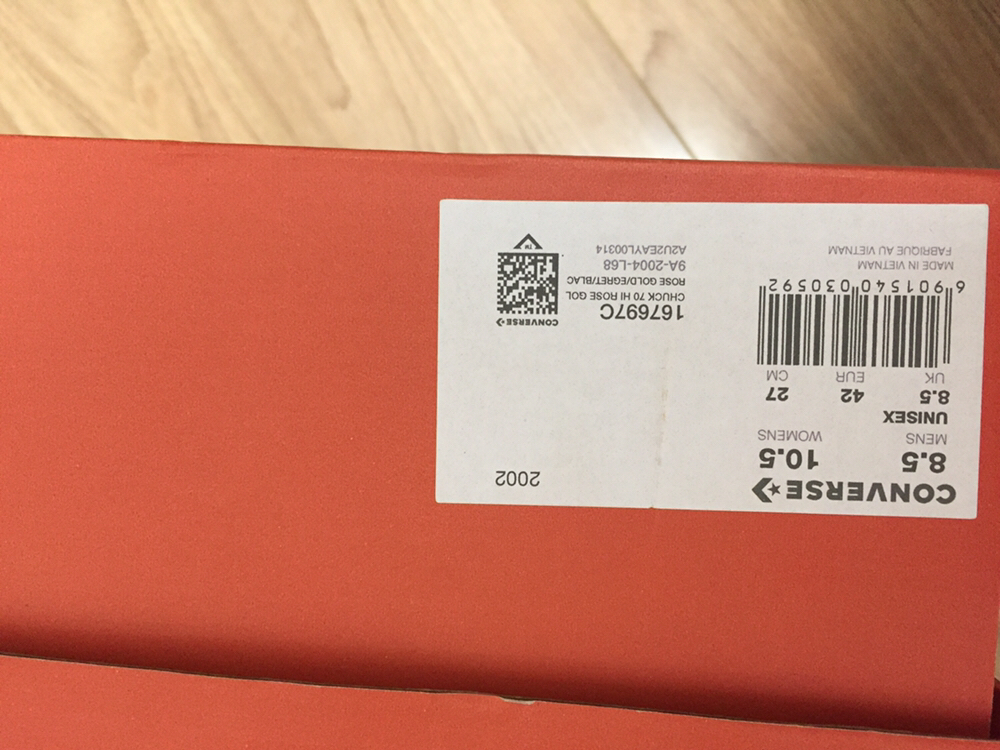 CONVERSE
8.5 10.5
MENS WOMENS
UNISEX
8.5 42 27
UK EUR CM
6 901540 030592
MADE IN VIETNAM
FABRIQUE AU VIETNAM
2002
167697C
CHUCK 70 HI ROSE GOL
ROSE GOLD/EGRET/BLAC
9A-2004-L68
A2U2EAYL00314
CONVERSE
TM